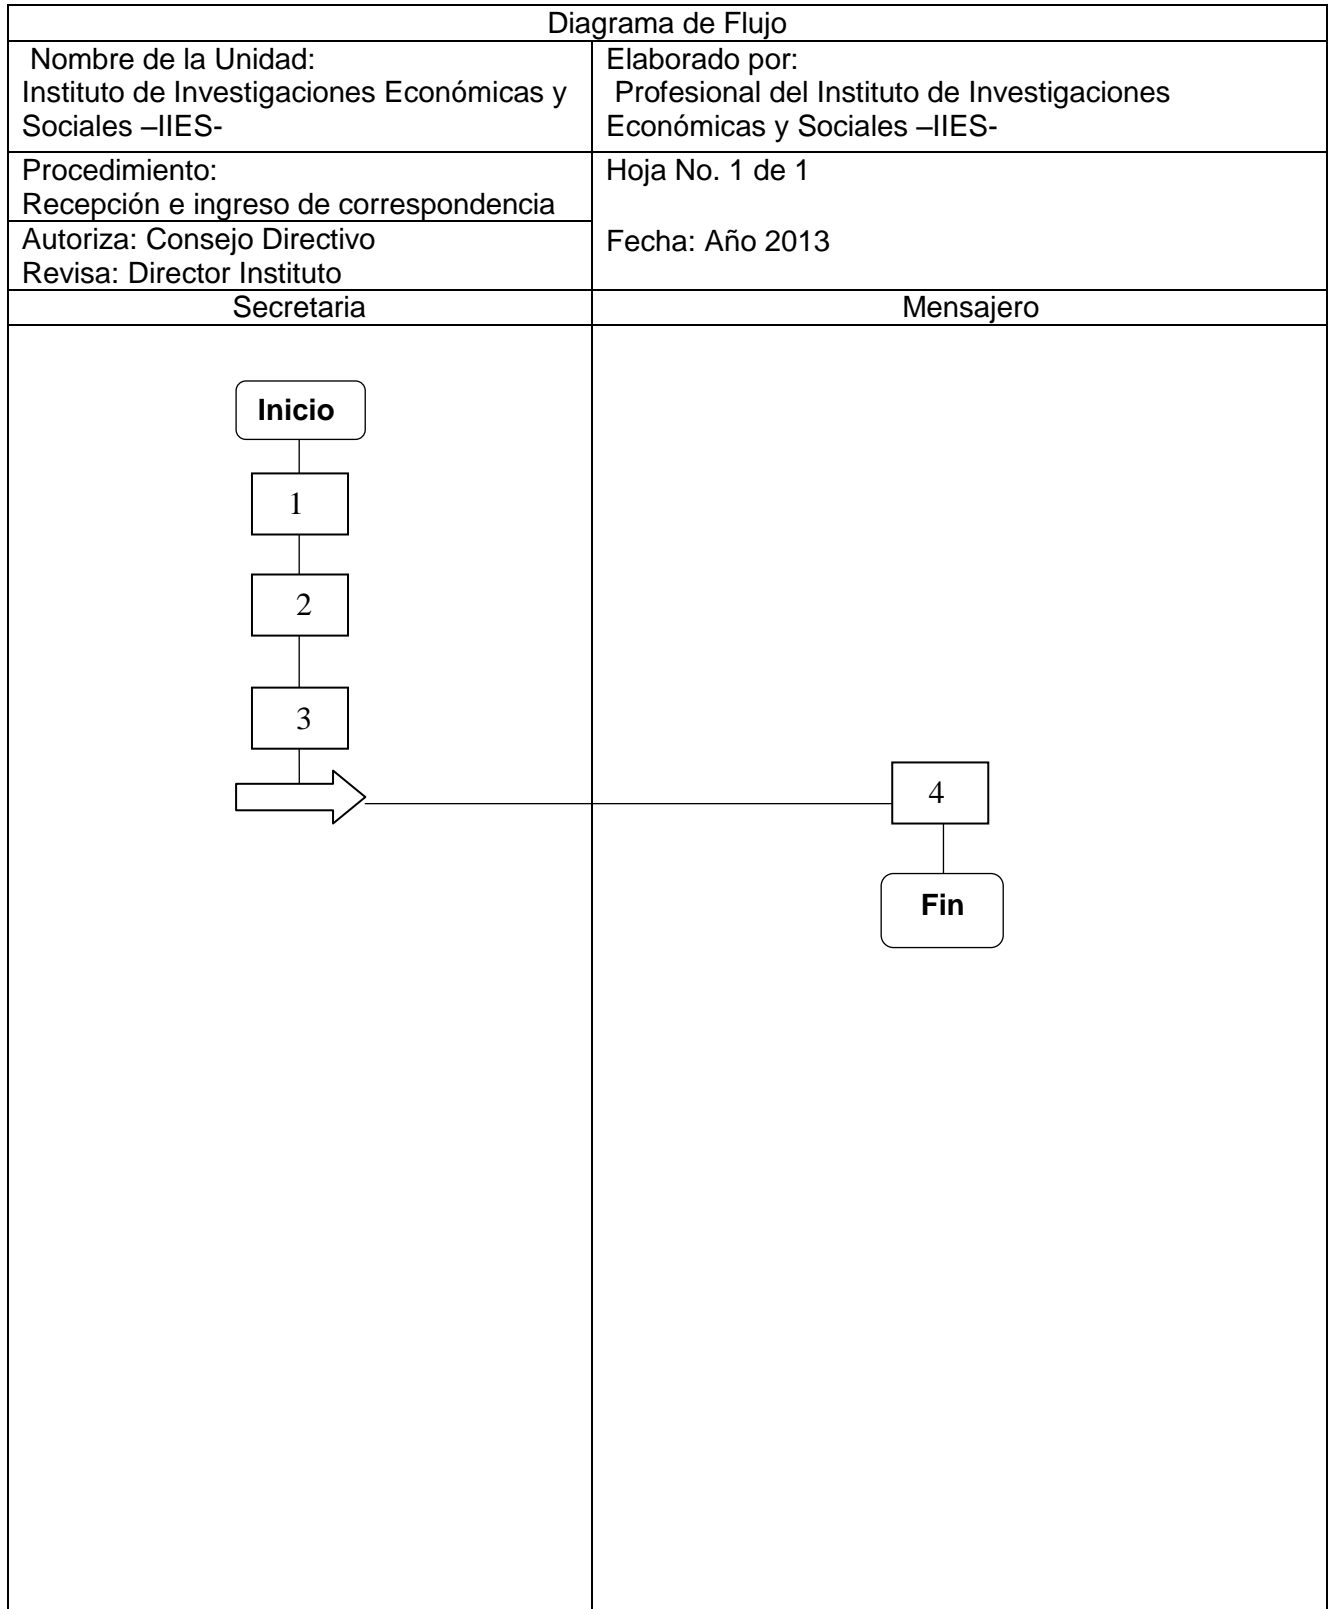 Diagrama de Flujo
Nombre de la Unidad:
Instituto de Investigaciones Económicas y
Sociales –IIES-
Elaborado por:
Profesional del Instituto de Investigaciones
Económicas y Sociales –IIES-
Procedimiento:
Recepción e ingreso de correspondencia
Hoja No. 1 de 1
Autoriza: Consejo Directivo
Revisa: Director Instituto
Fecha: Año 2013
Secretaria
Mensajero
Inicio
1
2
3
4
Fin